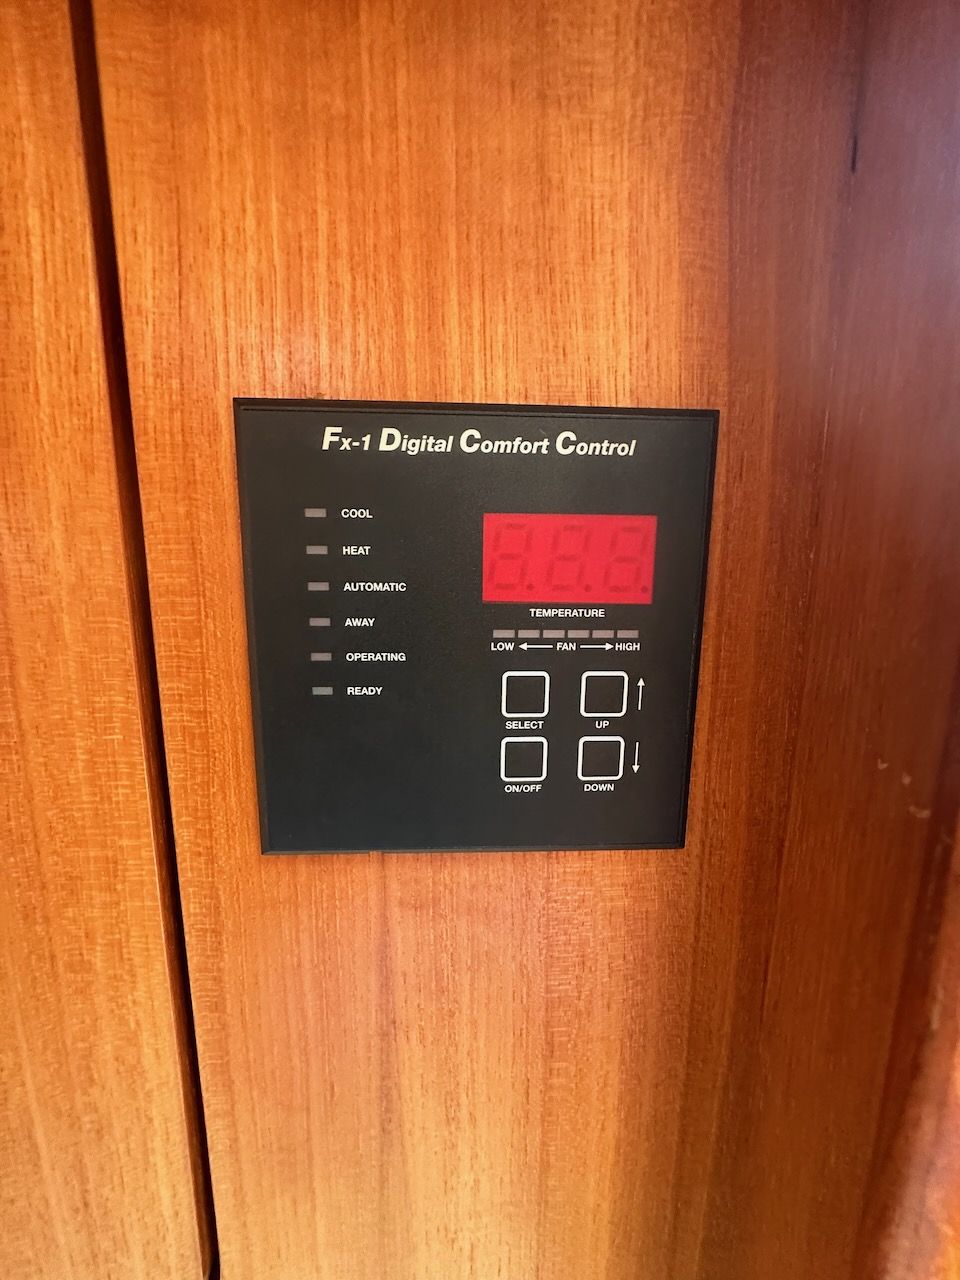 Fx-1 Digital Comfort Control
COOL
HEAT
AUTOMATIC
AWAY
OPERATING
READY
TEMPERATURE
LOW ← FAN → HIGH
SELECT
UP ↑
ON/OFF
DOWN ↓